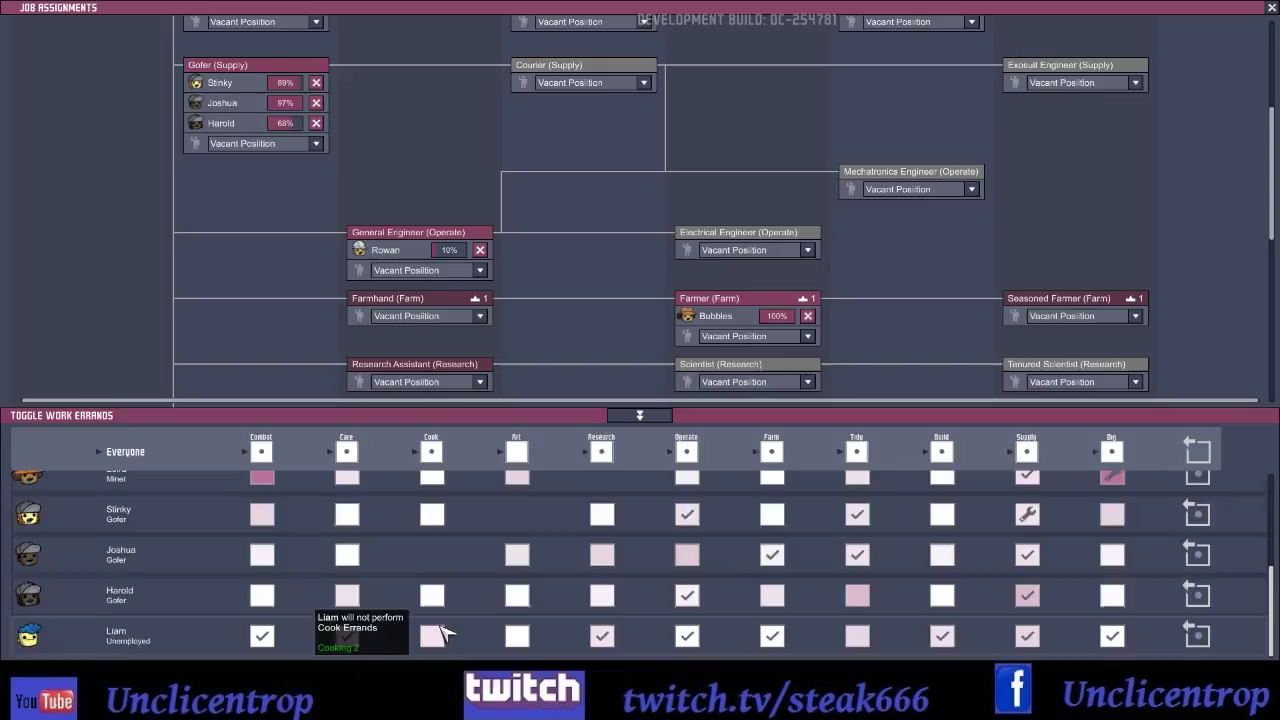 JOB ASSIGNMENTS
DEVELOPMENT BUILD: OC-254781
Vacant Position
Vacant Position
Vacant Position
Gofer (Supply)
Courier (Supply)
Exosuit Engineer (Supply)
Stinky 89%
Vacant Position
Vacant Position
Joshua 97%
Harold 68%
Vacant Position
Mechatronics Engineer (Operate)
Vacant Position
General Engineer (Operate)
Electrical Engineer (Operate)
Rowan 10%
Vacant Position
Vacant Position
Farmhand (Farm) 1
Farmer (Farm) 1
Seasoned Farmer (Farm) 1
Vacant Position
Bubbles 100%
Vacant Position
Vacant Position
Research Assistant (Research)
Scientist (Research)
Tenured Scientist (Research)
Vacant Position
Vacant Position
Vacant Position
TOGGLE WORK ERRANDS
Combat Care Cook Art Research Operate Farm Tidy Build Supply Dig
Everyone
Miner
Stinky
Gofer
Joshua
Gofer
Harold
Gofer
Liam
Unemployed
Liam will not perform
Cook Errands
Cooking 2
YouTube
Unclicentrop
twitch
twitch.tv/steak666
f
Unclicentrop